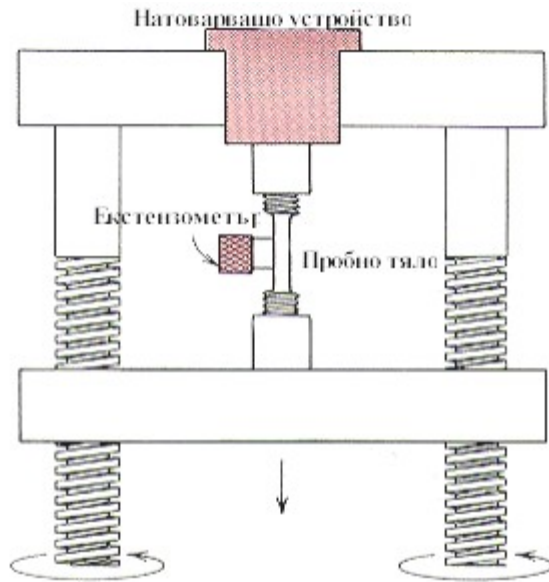 Натоварващо устройство
Екстензометър
Пробно тяло